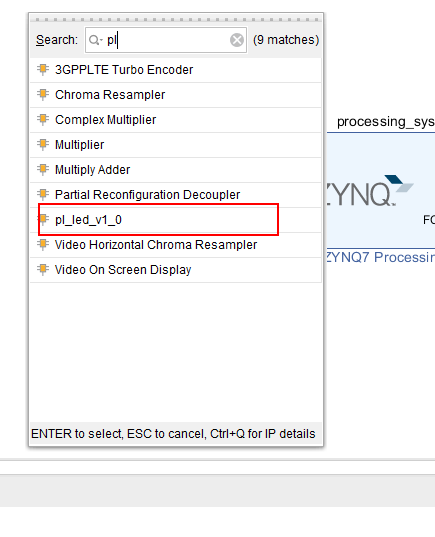 Search: pl (9 matches)
3GPPLTE Turbo Encoder
Chroma Resampler
Complex Multiplier
Multiplier
Multiply Adder
Partial Reconfiguration Decoupler
pl_led_v1_0
Video Horizontal Chroma Resampler
Video On Screen Display
ENTER to select, ESC to cancel, Ctrl+Q for IP details
processing_sys
ZYNQ
FC
ZYNQ7 Processin